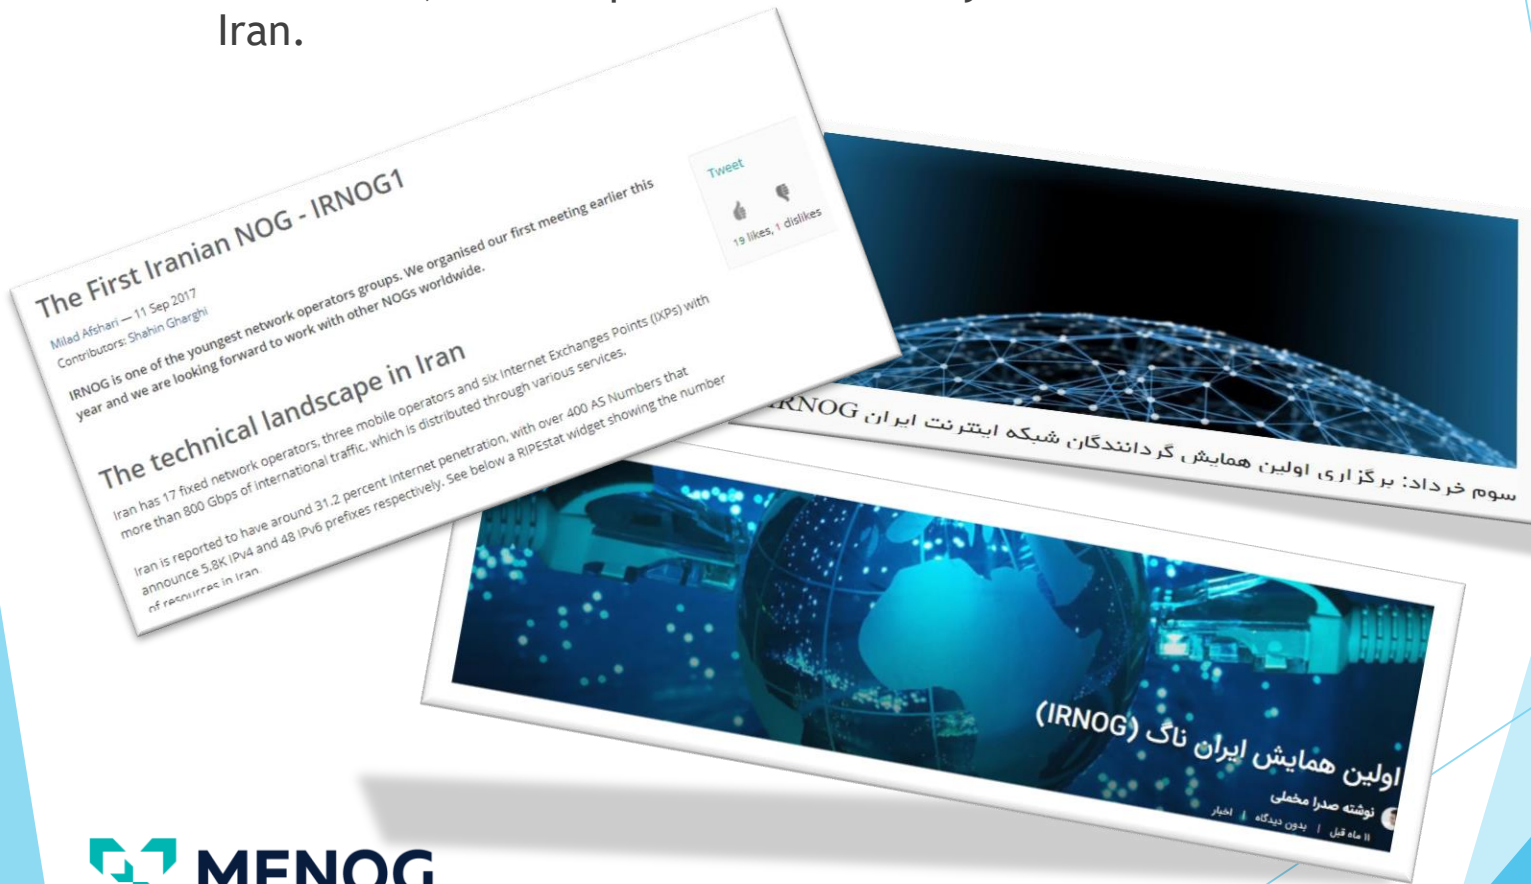 Iran.
The First Iranian NOG - IRNOG1
Milad Afshari — 11 Sep 2017
Contributors: Shahin Gharghi
IRNOG is one of the youngest network operators groups. We organised our first meeting earlier this
year and we are looking forward to work with other NOGs worldwide.
Tweet
19 likes, 1 dislikes
The technical landscape in Iran
Iran has 17 fixed network operators, three mobile operators and six Internet Exchanges Points (IXPs) with
more than 800 Gbps of international traffic, which is distributed through various services.
Iran is reported to have around 31.2 percent Internet penetration, with over 400 AS Numbers that
announce 5.8K IPv4 and 48 IPv6 prefixes respectively. See below a RIPEstat widget showing the number
of resources in Iran.
سوم خرداد: برگزاری اولین همایش گردانندگان شبکه اینترنت ایران RNOG
اولین همایش ایران ناگ (IRNOG)
نوشته صدرا مخملی
۱۱ ماه قبل | بدون دیدگاه | اخبار
MENOG